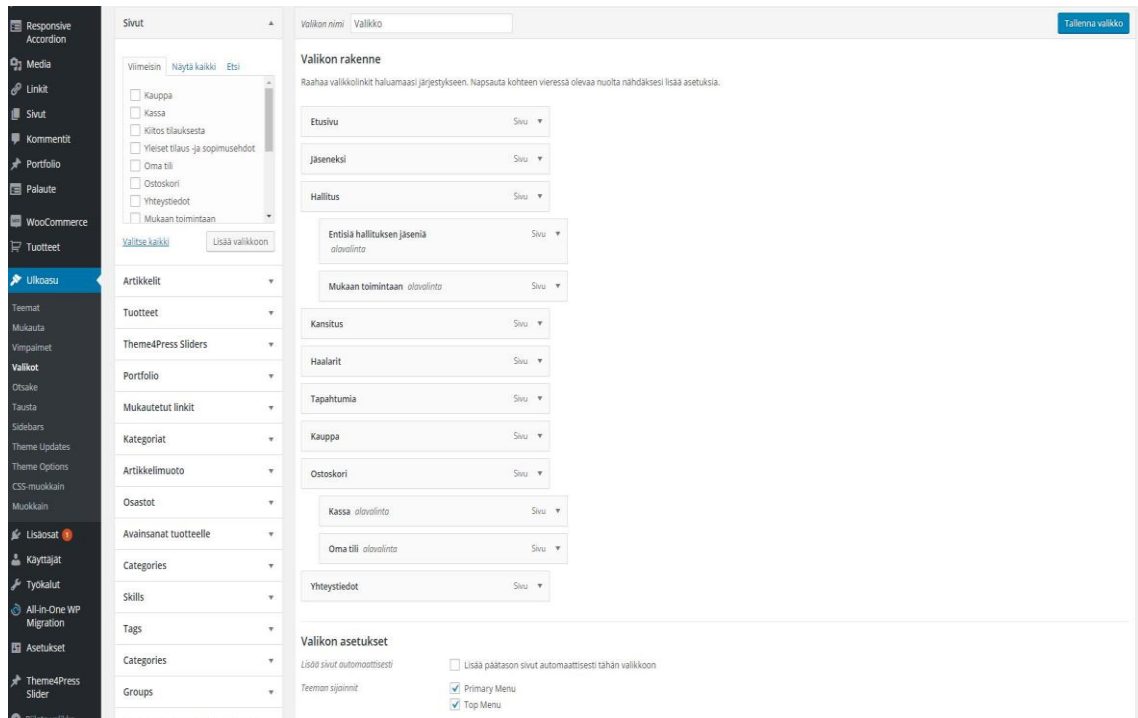 Responsive
Accordion
Media
Linkit
Sivut
Kommentit
Portfolio
Palaute
WooCommerce
Tuotteet
Ulkoasu
Teemat
Mukauta
Vimpaimet
Valikot
Otsake
Tausta
Sidebars
Theme Updates
Theme Options
CSS-muokkain
Muokkain
Lisäosat 1
Käyttäjät
Työkalut
All-in-One WP
Migration
Asetukset
Theme4Press
Slider
Sivut
Viimeisin Näytä kaikki Etsi
Kauppa
Kassa
Kiitos tilauksesta
Yleiset tilaus -ja sopimusehdot
Oma tili
Ostoskori
Yhteystiedot
Mukaan toimintaan
Valitse kaikki Lisää valikkoon
Artikkelit
Tuotteet
Theme4Press Sliders
Portfolio
Mukautetut linkit
Kategoriat
Artikkelimuoto
Osastot
Avainsanat tuotteelle
Categories
Skills
Tags
Categories
Groups
Valikon nimi Valikko
Tallenna valikko
Valikon rakenne
Raahaa valikkolinkit haluamaasi järjestykseen. Napsauta kohteen vieressä olevaa nuolta nähdäksesi lisää asetuksia.
Etusivu Sivu
Jäseneksi Sivu
Hallitus Sivu
Entisiä hallituksen jäseniä Sivu
alavalinta
Mukaan toimintaan alavalinta Sivu
Kansitus Sivu
Haalarit Sivu
Tapahtumia Sivu
Kauppa Sivu
Ostoskori Sivu
Kassa alavalinta Sivu
Oma tili alavalinta Sivu
Yhteystiedot Sivu
Valikon asetukset
Lisää sivut automaattisesti Lisää päätason sivut automaattisesti tähän valikkoon
Teeman sijainnit Primary Menu
Top Menu